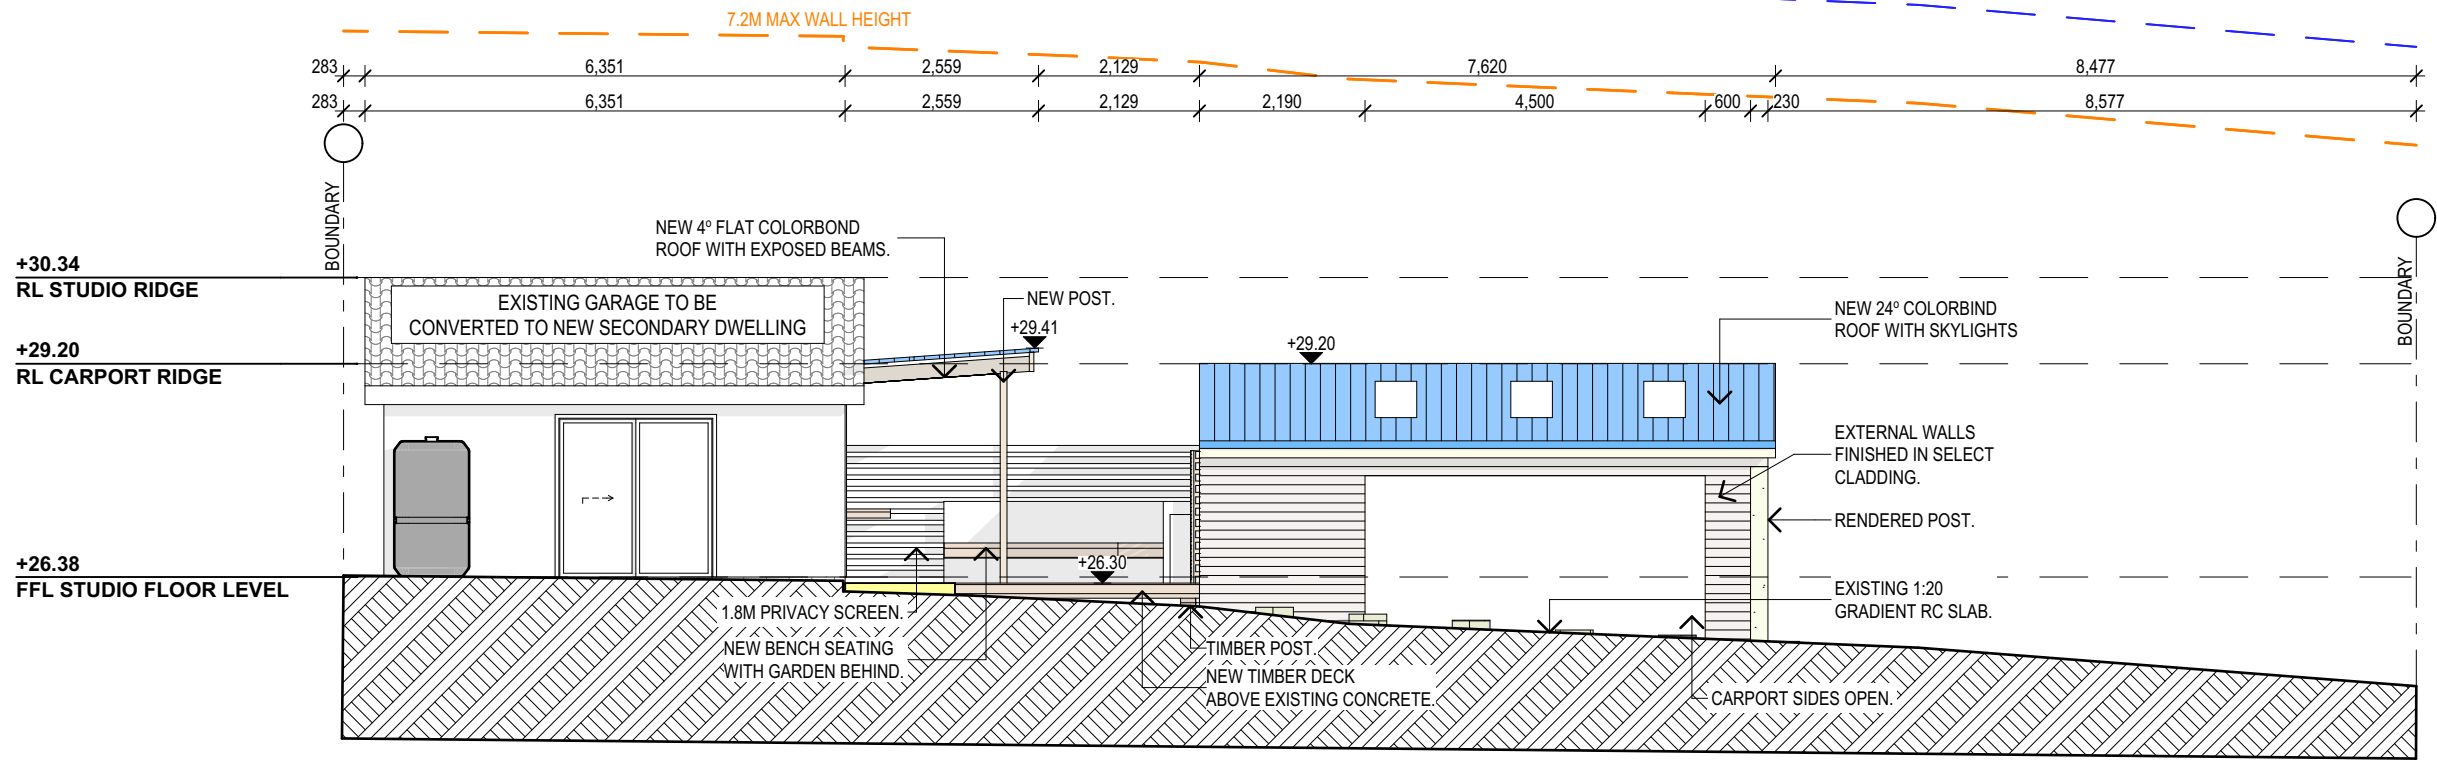 7.2M MAX WALL HEIGHT
283 6,351 2,559 2,129 7,620 8,477
283 6,351 2,559 2,129 2,190 4,500 600 230 8,577
BOUNDARY
BOUNDARY
+30.34
RL STUDIO RIDGE
+29.20
RL CARPORT RIDGE
+26.38
FFL STUDIO FLOOR LEVEL
EXISTING GARAGE TO BE
CONVERTED TO NEW SECONDARY DWELLING
NEW 4º FLAT COLORBOND
ROOF WITH EXPOSED BEAMS.
NEW POST.
+29.41
+29.20
NEW 24º COLORBIND
ROOF WITH SKYLIGHTS
EXTERNAL WALLS
FINISHED IN SELECT
CLADDING.
RENDERED POST.
+26.30
EXISTING 1:20
GRADIENT RC SLAB.
1.8M PRIVACY SCREEN.
NEW BENCH SEATING
WITH GARDEN BEHIND.
TIMBER POST.
NEW TIMBER DECK
ABOVE EXISTING CONCRETE.
CARPORT SIDES OPEN.